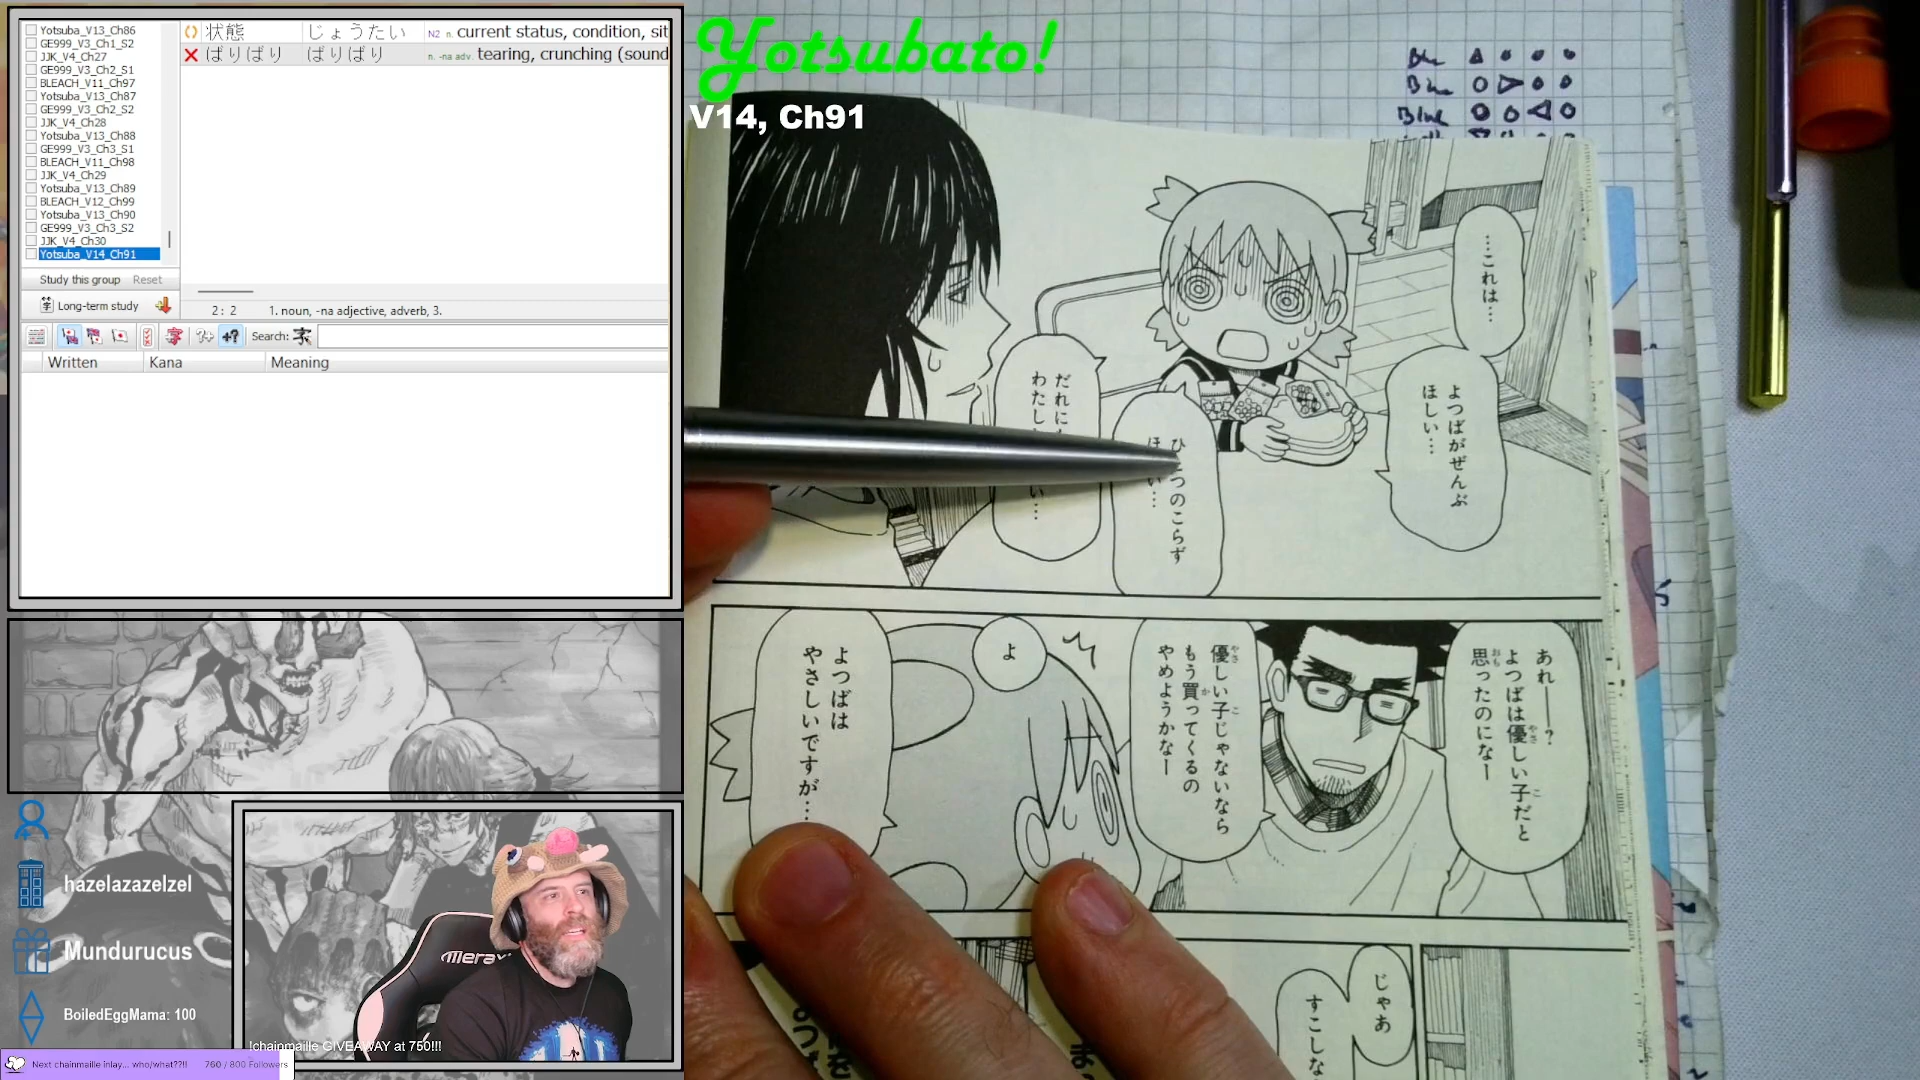 Yotsuba_V13_Ch86
GE999_V3_Ch1_S2
JJK_V4_Ch27
GE999_V3_Ch2_S1
BLEACH_V11_Ch97
Yotsuba_V13_Ch87
GE999_V3_Ch2_S2
JJK_V4_Ch28
Yotsuba_V13_Ch88
GE999_V3_Ch3_S1
BLEACH_V11_Ch98
JJK_V4_Ch29
Yotsuba_V13_Ch89
BLEACH_V12_Ch99
Yotsuba_V13_Ch90
GE999_V3_Ch3_S2
JJK_V4_Ch30
Yotsuba_V14_Ch91
Study this group Reset
Long-term study
状態 じょうたい N2 n. current status, condition, sit
ばりばり ばりばり n. -na adv. tearing, crunching (sound
2: 2 1. noun, -na adjective, adverb, 3.
Search:
Written Kana Meaning
Yotsubato!
V14, Ch91
Blue
…これは…
よつばがぜんぶ
ほしい…
ひ つのこらず
だれに
わたし
い…
あれ――?
よつばは優しい子だと
思ったのになー
優しい子じゃないなら
もう買ってくるの
やめようかなー
よ
よつばは
やさしいですが…
じゃあ
すこしな
hazelazazelzel
Mundurucus
BoiledEggMama: 100
!chainmaille GIVEAWAY at 750!!!
Next chainmaille inlay... who/what??!! 760 / 800 Followers